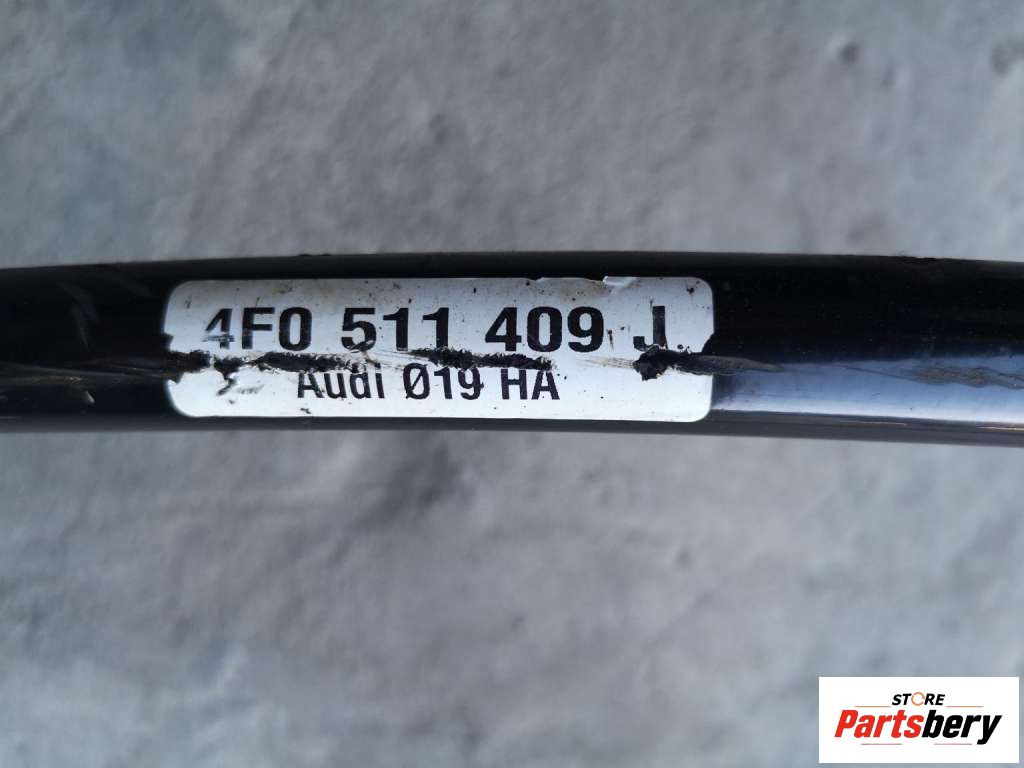 4F0 511 409 J
Audi Ø19 HA
STORE
Partsbery